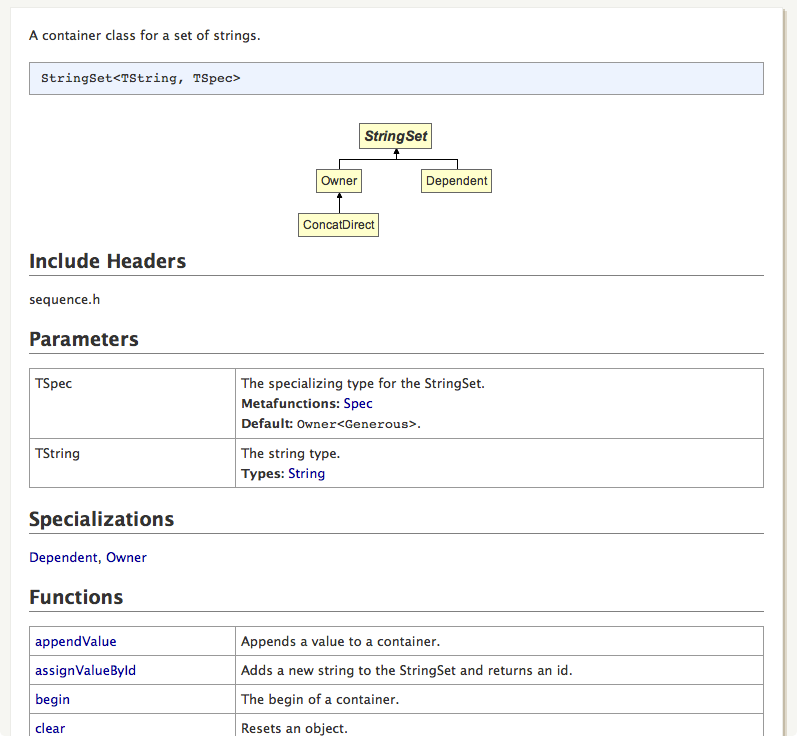 A container class for a set of strings.
StringSet<TString, TSpec>
StringSet
Owner
Dependent
ConcatDirect
Include Headers
sequence.h
Parameters
TSpec
The specializing type for the StringSet.
Metafunctions: Spec
Default: Owner<Generous>.
TString
The string type.
Types: String
Specializations
Dependent, Owner
Functions
appendValue
Appends a value to a container.
assignValueById
Adds a new string to the StringSet and returns an id.
begin
The begin of a container.
clear
Resets an object.